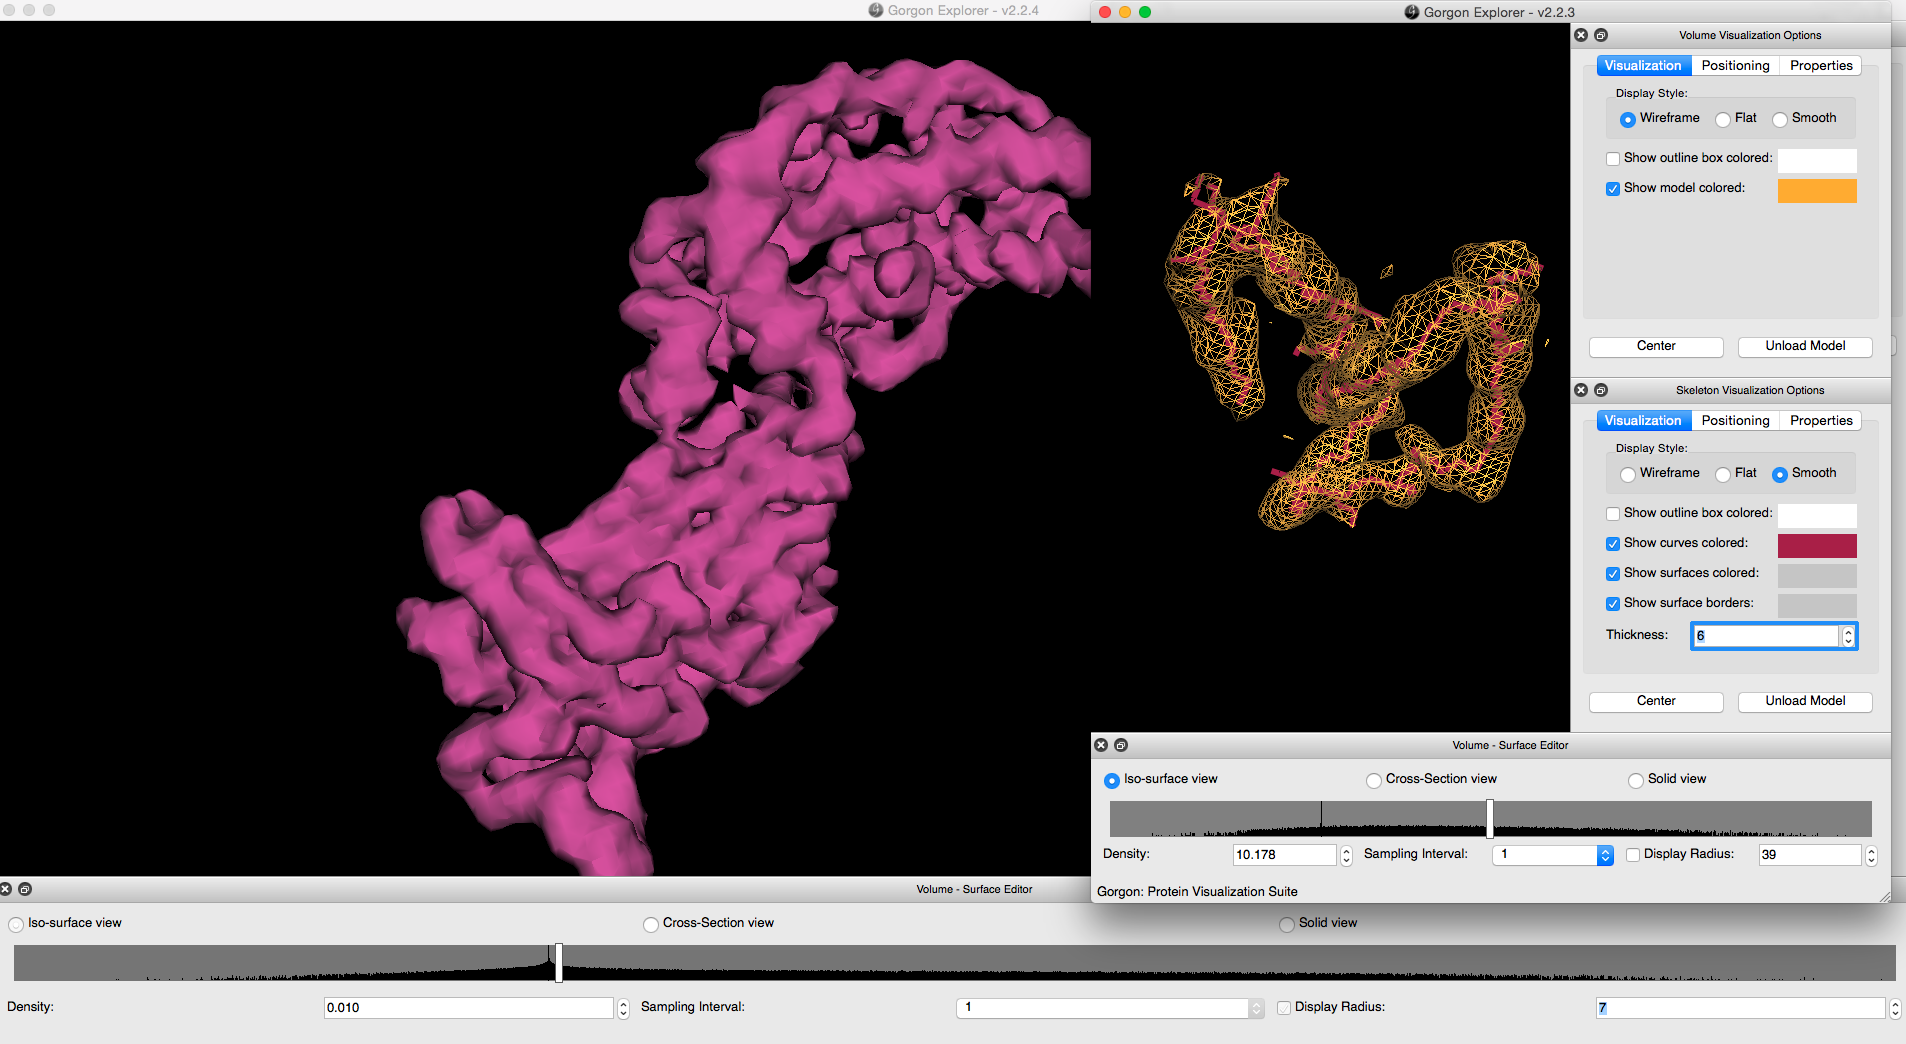 Gorgon Explorer - v2.2.4
Gorgon Explorer - v2.2.3
Volume Visualization Options
Visualization Positioning Properties
Display Style:
Wireframe Flat Smooth
Show outline box colored:
Show model colored:
Center Unload Model
Skeleton Visualization Options
Visualization Positioning Properties
Display Style:
Wireframe Flat Smooth
Show outline box colored:
Show curves colored:
Show surfaces colored:
Show surface borders:
Thickness: 6
Center Unload Model
Volume - Surface Editor
Iso-surface view Cross-Section view Solid view
Density: 10.178 Sampling Interval: 1 Display Radius: 39
Gorgon: Protein Visualization Suite
Volume - Surface Editor
Iso-surface view Cross-Section view Solid view
Density: 0.010 Sampling Interval: 1 Display Radius: 7